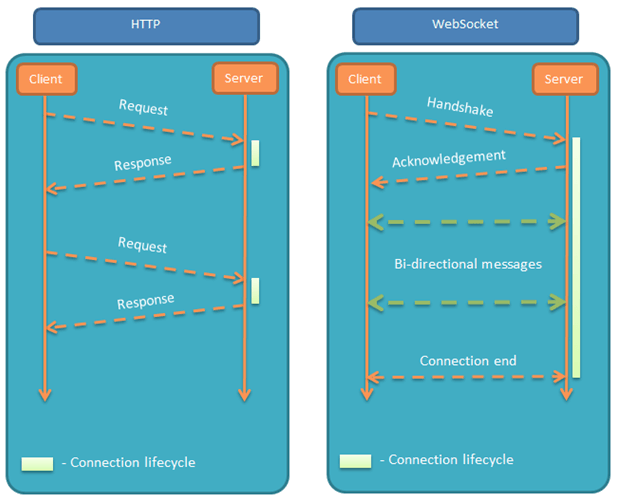 HTTP
Client
Server
Request
Response
Request
Response
- Connection lifecycle
WebSocket
Client
Server
Handshake
Acknowledgement
Bi-directional messages
Connection end
- Connection lifecycle